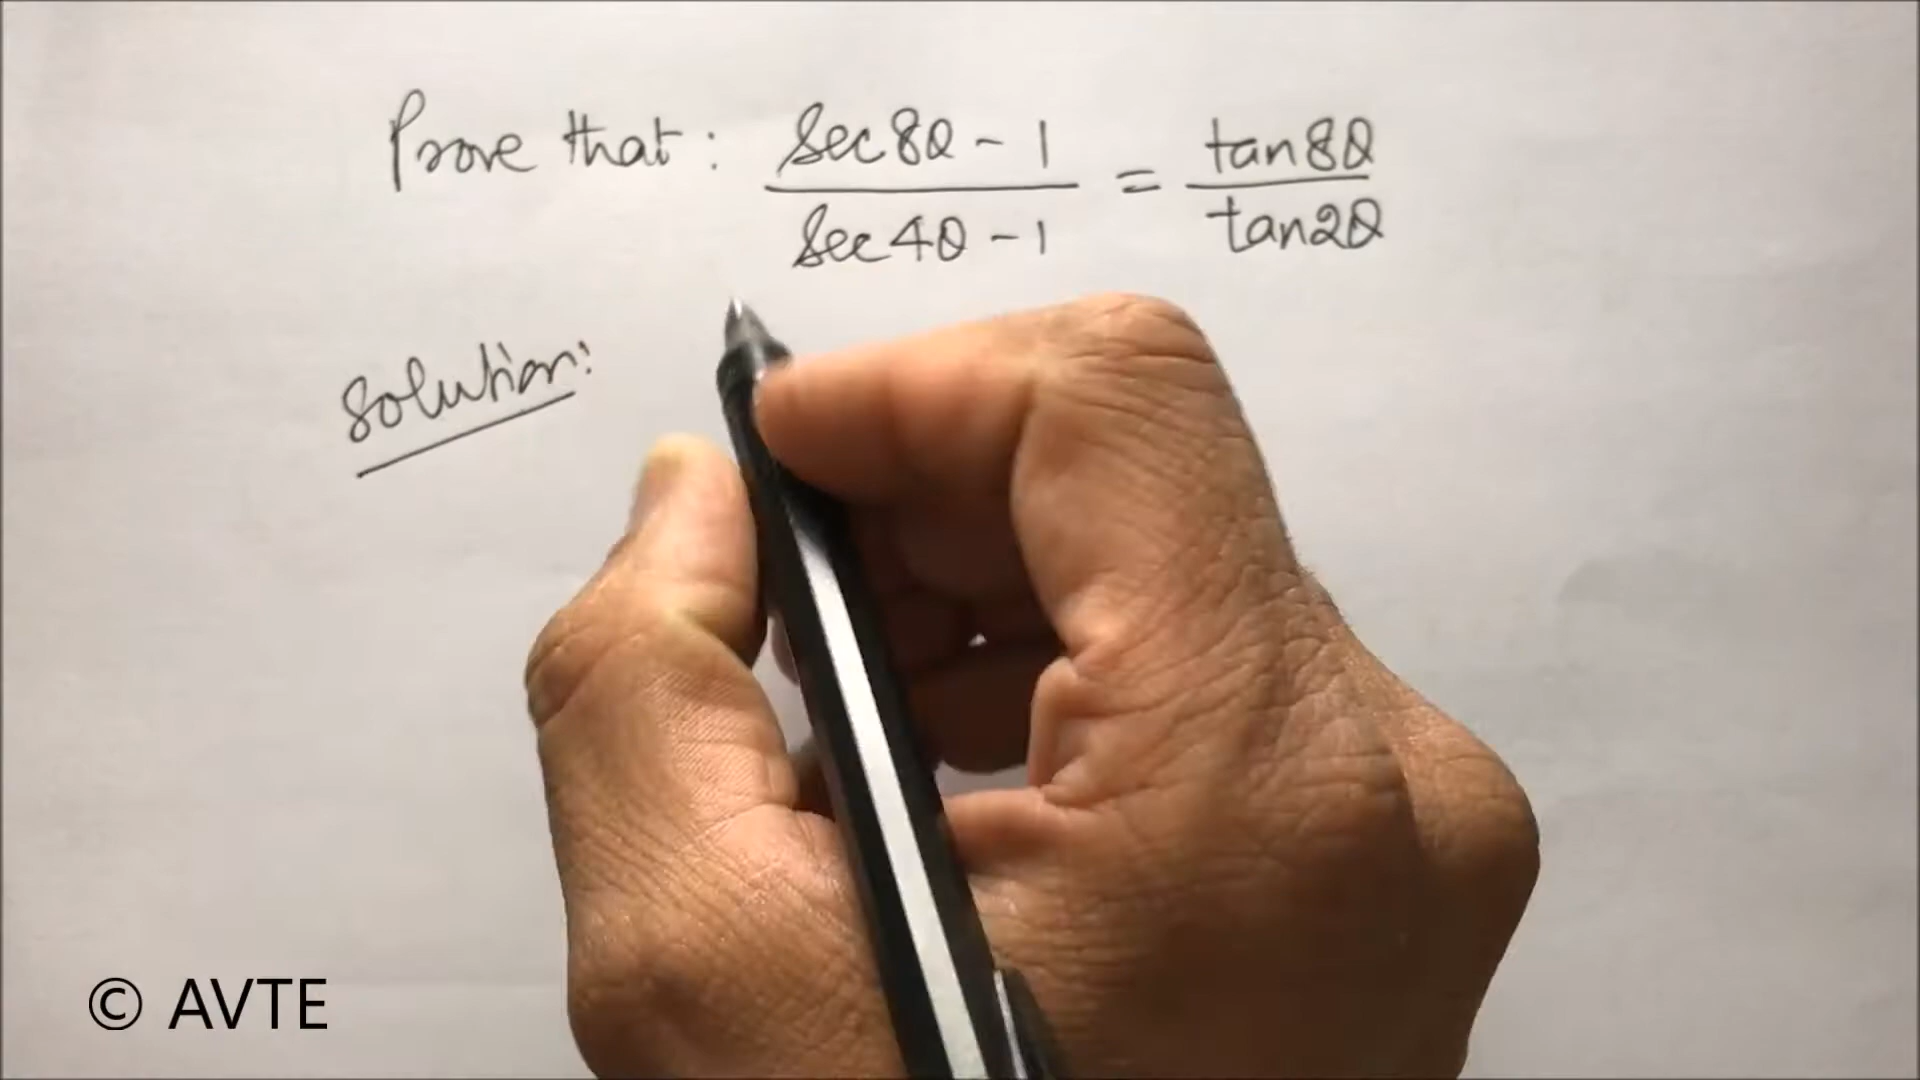 Prove that : sec8θ - 1 / sec4θ - 1 = tan8θ / tan2θ
Solution:
© AVTE